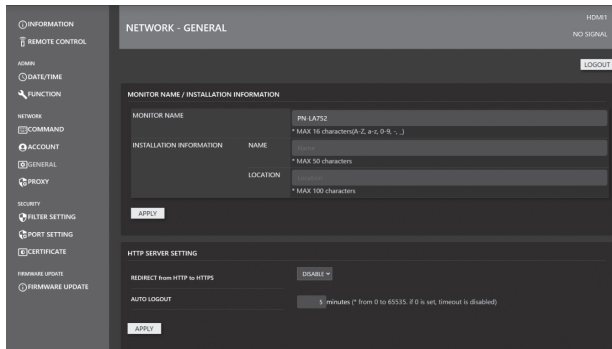 INFORMATION
REMOTE CONTROL
ADMIN
DATE/TIME
FUNCTION
NETWORK
COMMAND
ACCOUNT
GENERAL
PROXY
SECURITY
FILTER SETTING
PORT SETTING
CERTIFICATE
FIRMWARE UPDATE
FIRMWARE UPDATE
NETWORK - GENERAL
HDMI1
NO SIGNAL
LOGOUT
MONITOR NAME / INSTALLATION INFORMATION
MONITOR NAME
PN-LA752
* MAX 16 characters(A-Z, a-z, 0-9, -, _)
INSTALLATION INFORMATION NAME
Name
* MAX 50 characters
LOCATION
Location
* MAX 100 characters
APPLY
HTTP SERVER SETTING
REDIRECT from HTTP to HTTPS DISABLE
AUTO LOGOUT 5 minutes (* from 0 to 65535. if 0 is set, timeout is disabled)
APPLY